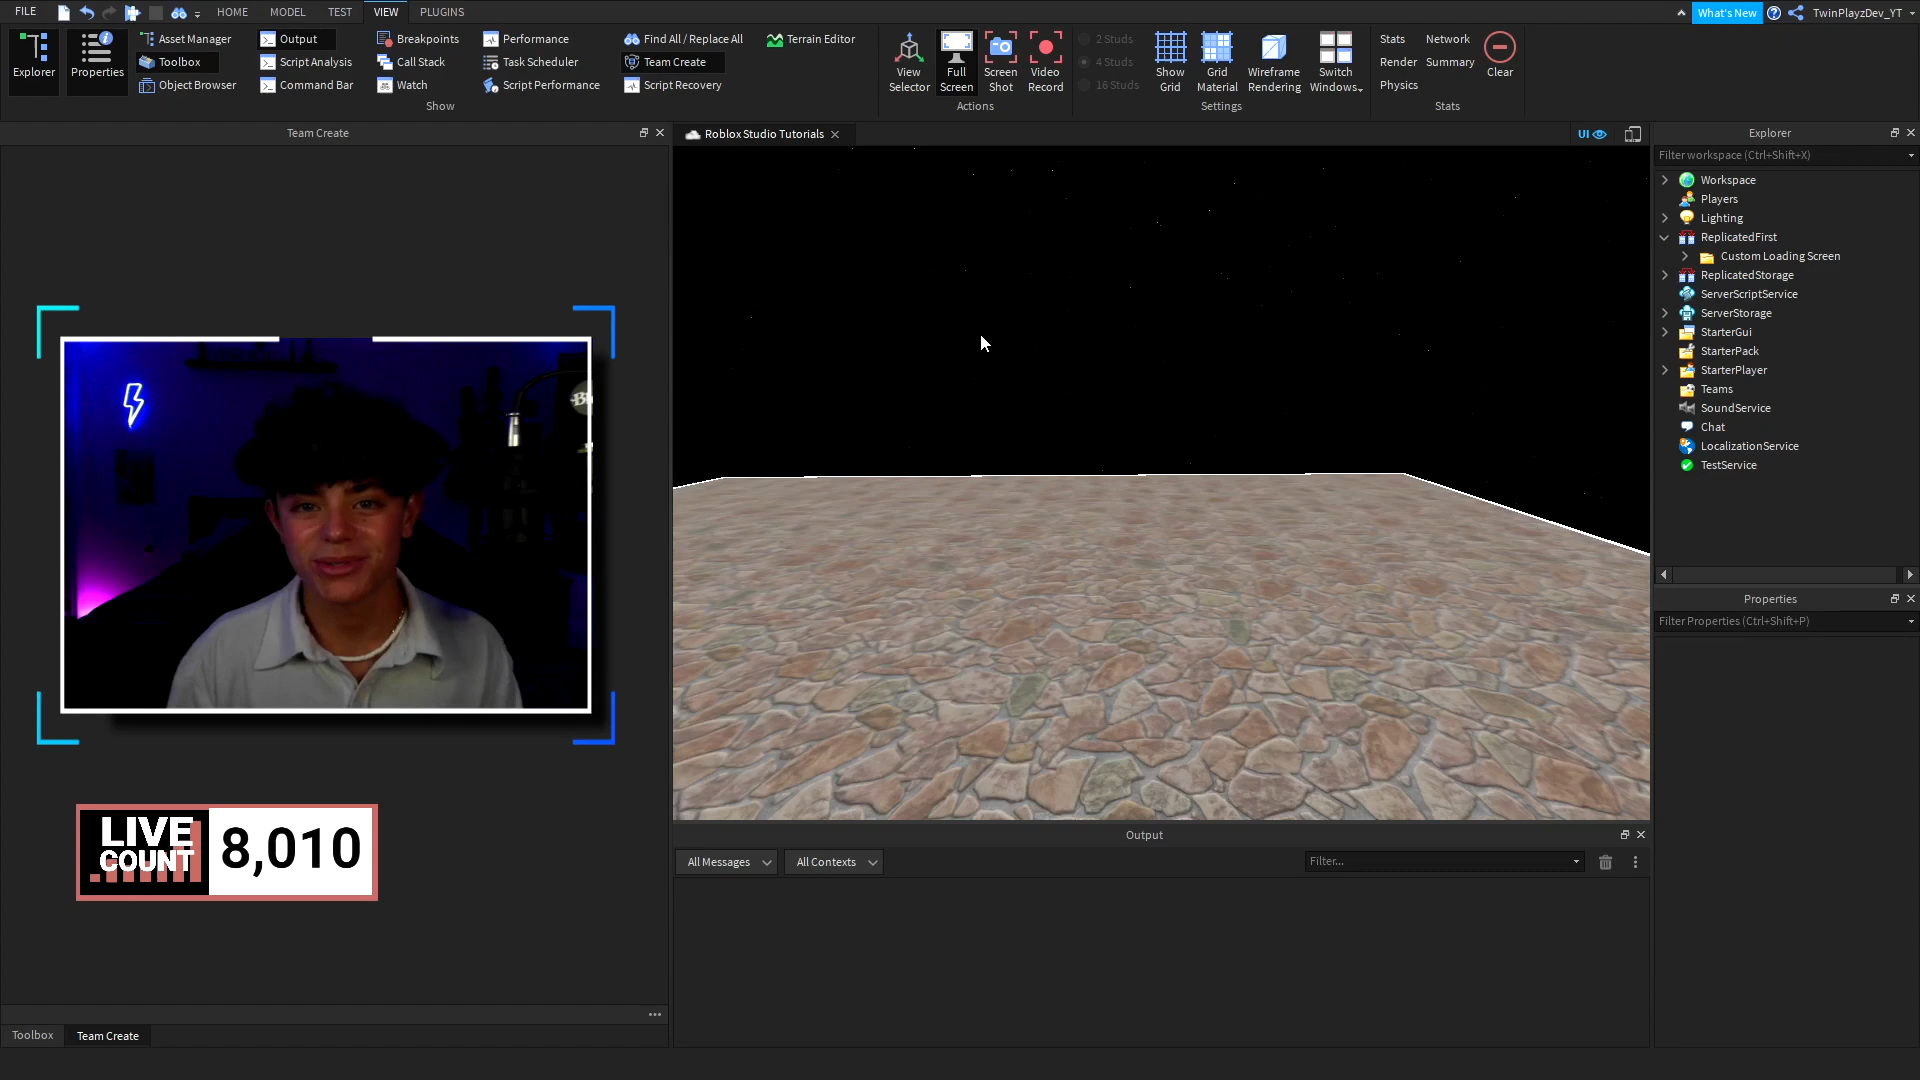 FILE HOME MODEL TEST VIEW PLUGINS What's New TwinPlayzDev_YT
Explorer
Properties
Asset Manager
Toolbox
Object Browser
Output
Script Analysis
Command Bar
Breakpoints
Call Stack
Watch
Performance
Task Scheduler
Script Performance
Find All / Replace All
Team Create
Script Recovery
Terrain Editor
Show
View
Selector
Full
Screen
Screen
Shot
Video
Record
Actions
2 Studs
4 Studs
16 Studs
Show
Grid
Grid
Material
Wireframe
Rendering
Switch
Windows
Settings
Stats Network
Render Summary
Physics
Clear
Stats
Team Create
LIVE
COUNT
8,010
Toolbox Team Create
Roblox Studio Tutorials
UI
Output
All Messages All Contexts Filter...
Explorer
Filter workspace (Ctrl+Shift+X)
Workspace
Players
Lighting
ReplicatedFirst
Custom Loading Screen
ReplicatedStorage
ServerScriptService
ServerStorage
StarterGui
StarterPack
StarterPlayer
Teams
SoundService
Chat
LocalizationService
TestService
Properties
Filter Properties (Ctrl+Shift+P)